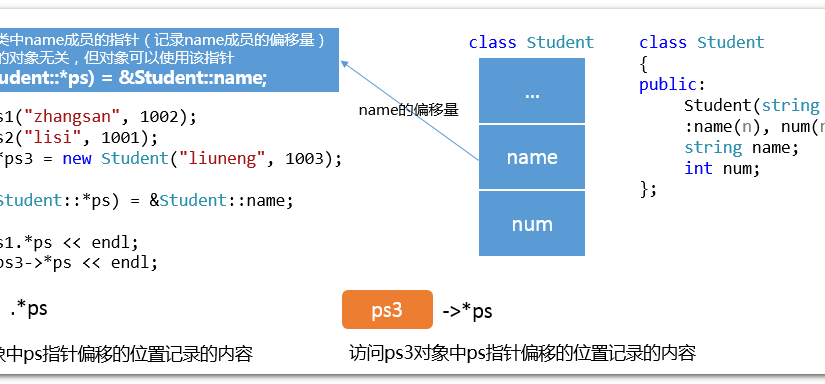 类中name成员的指针（记录name成员的偏移量）
的对象无关，但对象可以使用该指针
udent::*ps) = &Student::name;
s1("zhangsan", 1002);
s2("lisi", 1001);
*ps3 = new Student("liuneng", 1003);
Student::*ps) = &Student::name;
s1.*ps << endl;
ps3->*ps << endl;
.*ps
象中ps指针偏移的位置记录的内容
name的偏移量
class Student
...
name
num
class Student
{
public:
Student(string
:name(n), num(n
string name;
int num;
};
ps3 ->*ps
访问ps3对象中ps指针偏移的位置记录的内容